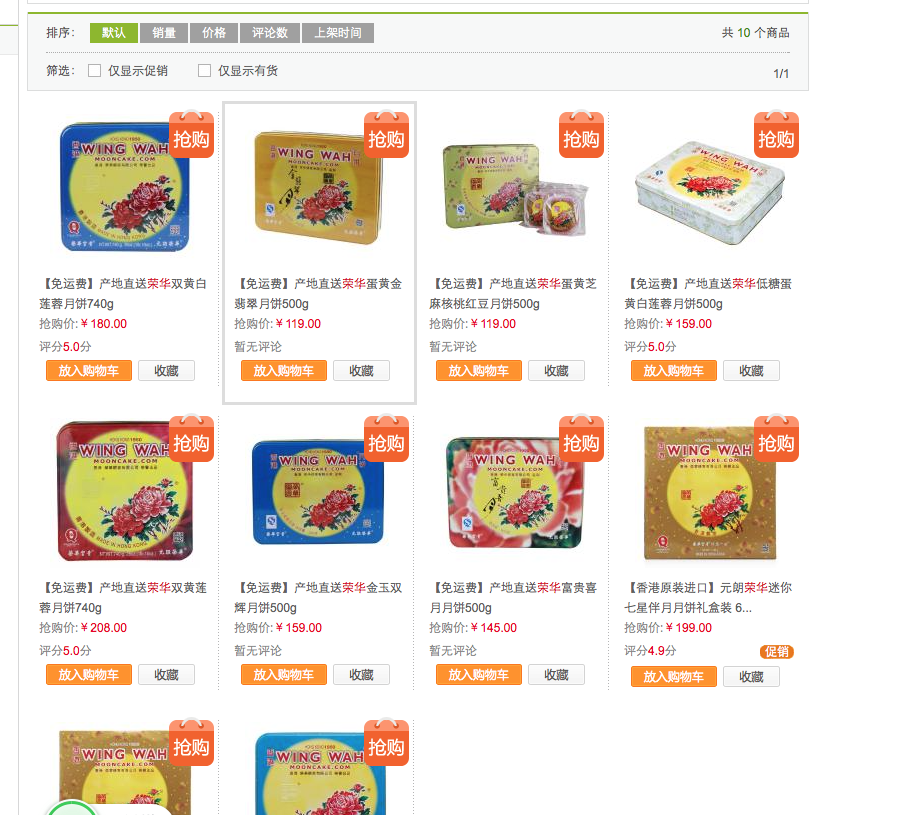 排序：
默认
销量
价格
评论数
上架时间
共 10 个商品
筛选：
仅显示促销
仅显示有货
1/1
抢购
抢购
抢购
抢购
WING WAH
MOONCAKE.COM
WING WAH
MOONCAKE.COM
WING WAH
MOONCAKE.COM
WING WAH
MOONCAKE.COM
【免运费】产地直送荣华双黄白
莲蓉月饼740g
抢购价:￥180.00
评分5.0分
放入购物车
收藏
【免运费】产地直送荣华蛋黄金
翡翠月饼500g
抢购价:￥119.00
暂无评论
放入购物车
收藏
【免运费】产地直送荣华蛋黄芝
麻核桃红豆月饼500g
抢购价:￥119.00
暂无评论
放入购物车
收藏
【免运费】产地直送荣华低糖蛋
黄白莲蓉月饼500g
抢购价:￥159.00
评分5.0分
放入购物车
收藏
抢购
抢购
抢购
抢购
WING WAH
MOONCAKE.COM
WING WAH
MOONCAKE.COM
WING WAH
MOONCAKE.COM
WING WAH
MOONCAKE.COM
【免运费】产地直送荣华双黄莲
蓉月饼740g
抢购价:￥208.00
评分5.0分
放入购物车
收藏
【免运费】产地直送荣华金玉双
辉月饼500g
抢购价:￥159.00
暂无评论
放入购物车
收藏
【免运费】产地直送荣华富贵喜
月月饼500g
抢购价:￥145.00
暂无评论
放入购物车
收藏
【香港原装进口】元朗荣华迷你
七星伴月月饼礼盒装 6...
抢购价:￥199.00
评分4.9分
促销
放入购物车
收藏
抢购
抢购
WING WAH
MOONCAKE.COM
WING WAH
MOONCAKE.COM